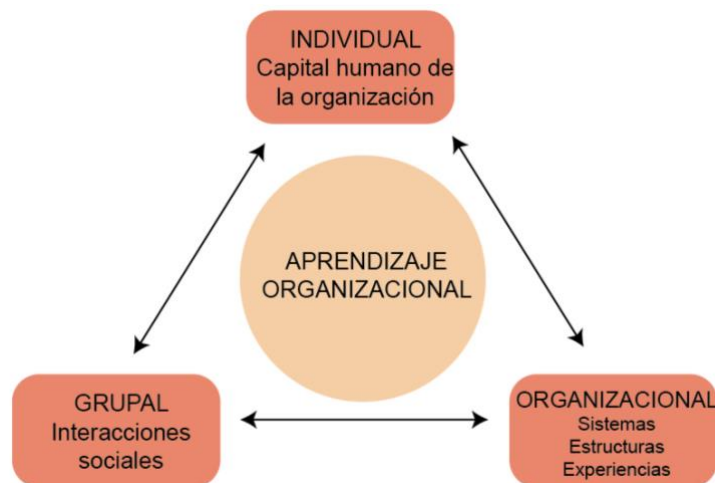 INDIVIDUAL
Capital humano de
la organización
APRENDIZAJE
ORGANIZACIONAL
GRUPAL
Interacciones
sociales
ORGANIZACIONAL
Sistemas
Estructuras
Experiencias